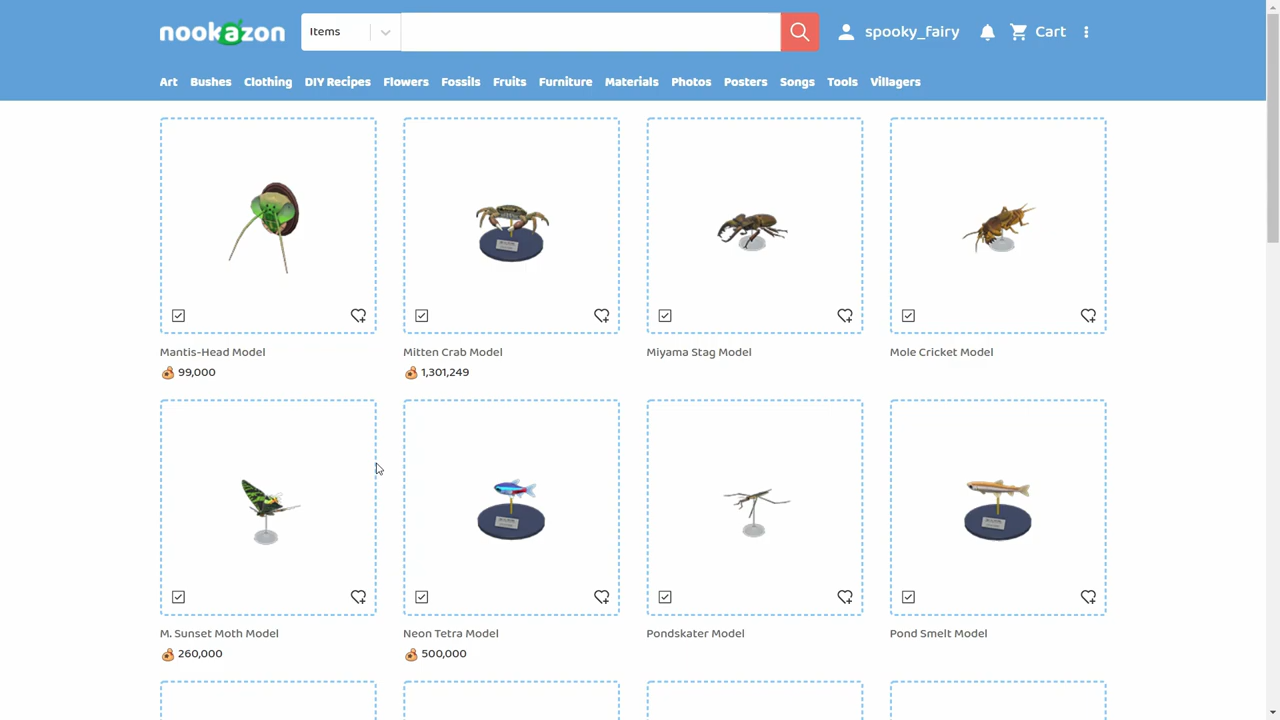 nookazon
Items
spooky_fairy
Cart
Art Bushes Clothing DIY Recipes Flowers Fossils Fruits Furniture Materials Photos Posters Songs Tools Villagers
Mantis-Head Model
99,000
Mitten Crab Model
1,301,249
Miyama Stag Model
Mole Cricket Model
M. Sunset Moth Model
260,000
Neon Tetra Model
500,000
Pondskater Model
Pond Smelt Model